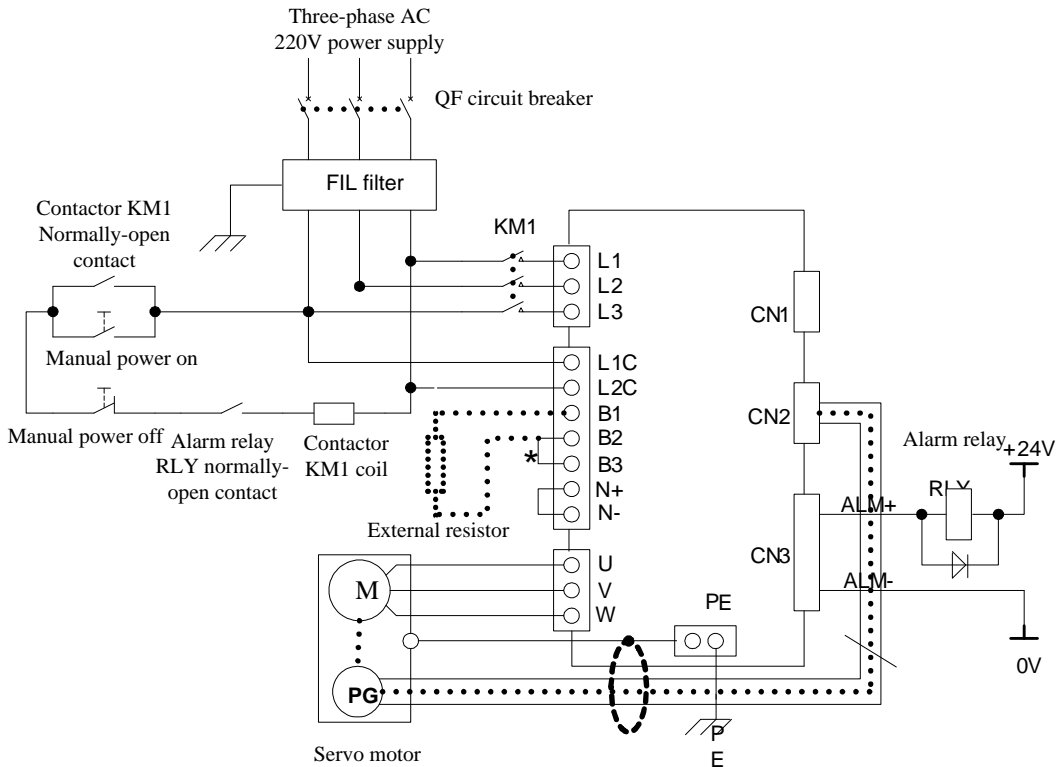 Three-phase AC
220V power supply
QF circuit breaker
FIL filter
Contactor KM1
Normally-open
contact
KM1
L1
L2
L3
CN1
Manual power on
L1C
L2C
B1
B2
*
B3
N+
N-
CN2
Manual power off
Alarm relay
RLY normally-
open contact
Contactor
KM1 coil
External resistor
Alarm relay
+24V
RLY
ALM+
CN3
ALM-
0V
U
V
W
M
PE
PG
P
E
Servo motor